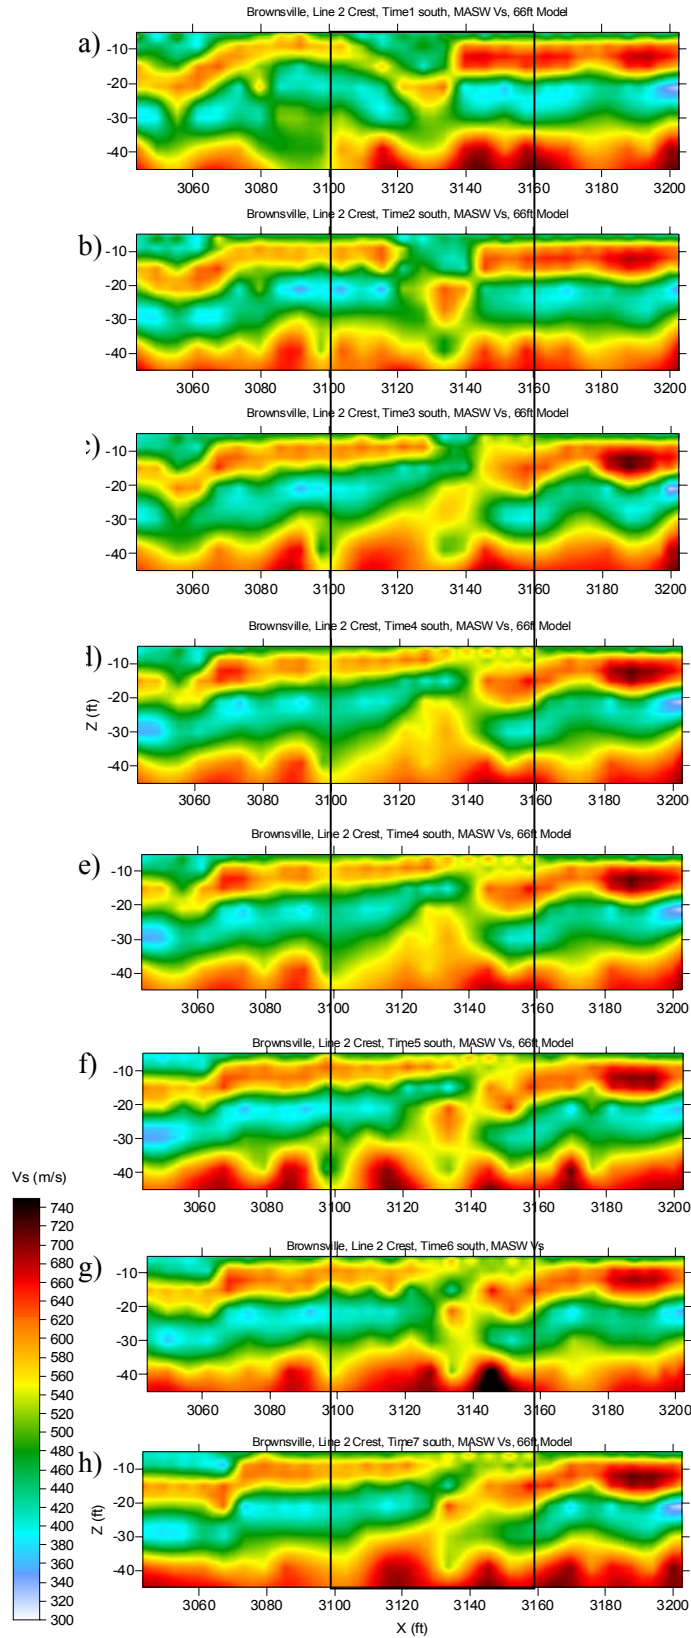 Brownsville, Line 2 Crest, Time1 south, MASW Vs, 66ft Model
a)
-10
-20
-30
-40
3060 3080 3100 3120 3140 3160 3180 3200
Brownsville, Line 2 Crest, Time2 south, MASW Vs, 66ft Model
b)
-10
-20
-30
-40
3060 3080 3100 3120 3140 3160 3180 3200
Brownsville, Line 2 Crest, Time3 south, MASW Vs, 66ft Model
c)
-10
-20
-30
-40
3060 3080 3100 3120 3140 3160 3180 3200
Brownsville, Line 2 Crest, Time4 south, MASW Vs, 66ft Model
d)
-10
-20
-30
-40
Z (ft)
3060 3080 3100 3120 3140 3160 3180 3200
Brownsville, Line 2 Crest, Time4 south, MASW Vs, 66ft Model
e)
-10
-20
-30
-40
3060 3080 3100 3120 3140 3160 3180 3200
Brownsville, Line 2 Crest, Time5 south, MASW Vs, 66ft Model
f)
-10
-20
-30
-40
3060 3080 3100 3120 3140 3160 3180 3200
Brownsville, Line 2 Crest, Time6 south, MASW Vs
g)
-10
-20
-30
-40
3060 3080 3100 3120 3140 3160 3180 3200
Brownsville, Line 2 Crest, Time7 south, MASW Vs, 66ft Model
h)
-10
-20
-30
-40
Z (ft)
3060 3080 3100 3120 3140 3160 3180 3200
X (ft)
Vs (m/s)
740
720
700
680
660
640
620
600
580
560
540
520
500
480
460
440
420
400
380
360
340
320
300